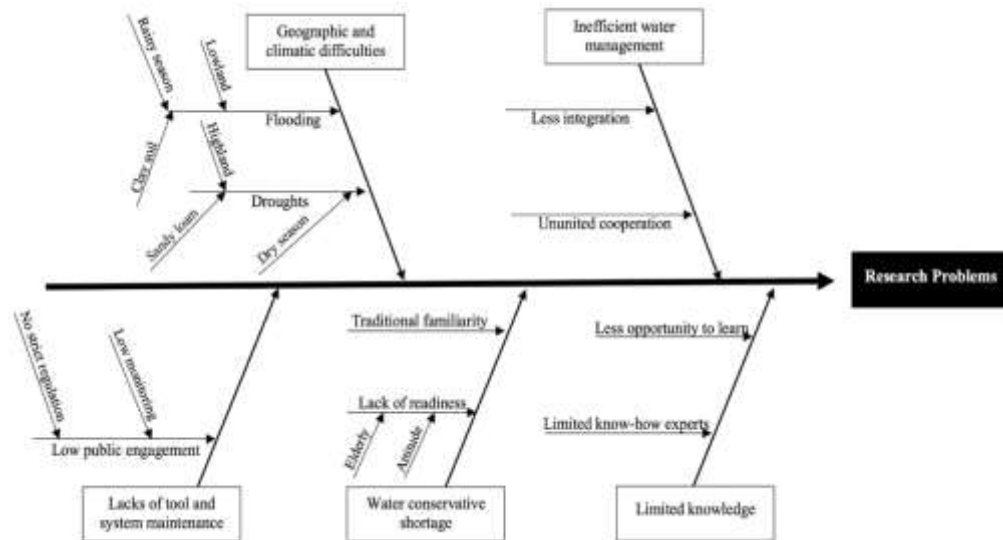 Geographic and
climatic difficulties
Inefficient water
management
Rainy season
Lowland
Flooding
Clay soil
Highland
Droughts
Sandy loam
Dry season
Less integration
Ununited cooperation
Research Problems
No strict regulation
Low monitoring
Low public engagement
Traditional familiarity
Lack of readiness
Elderly
Attitude
Less opportunity to learn
Limited know-how experts
Lacks of tool and
system maintenance
Water conservative
shortage
Limited knowledge